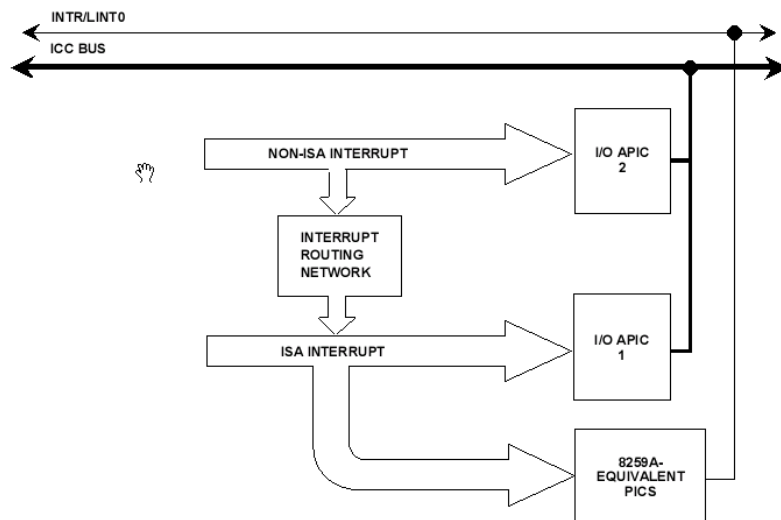 INTR/LINT0
ICC BUS
NON-ISA INTERRUPT
I/O APIC
2
INTERRUPT
ROUTING
NETWORK
ISA INTERRUPT
I/O APIC
1
8259A-
EQUIVALENT
PICS